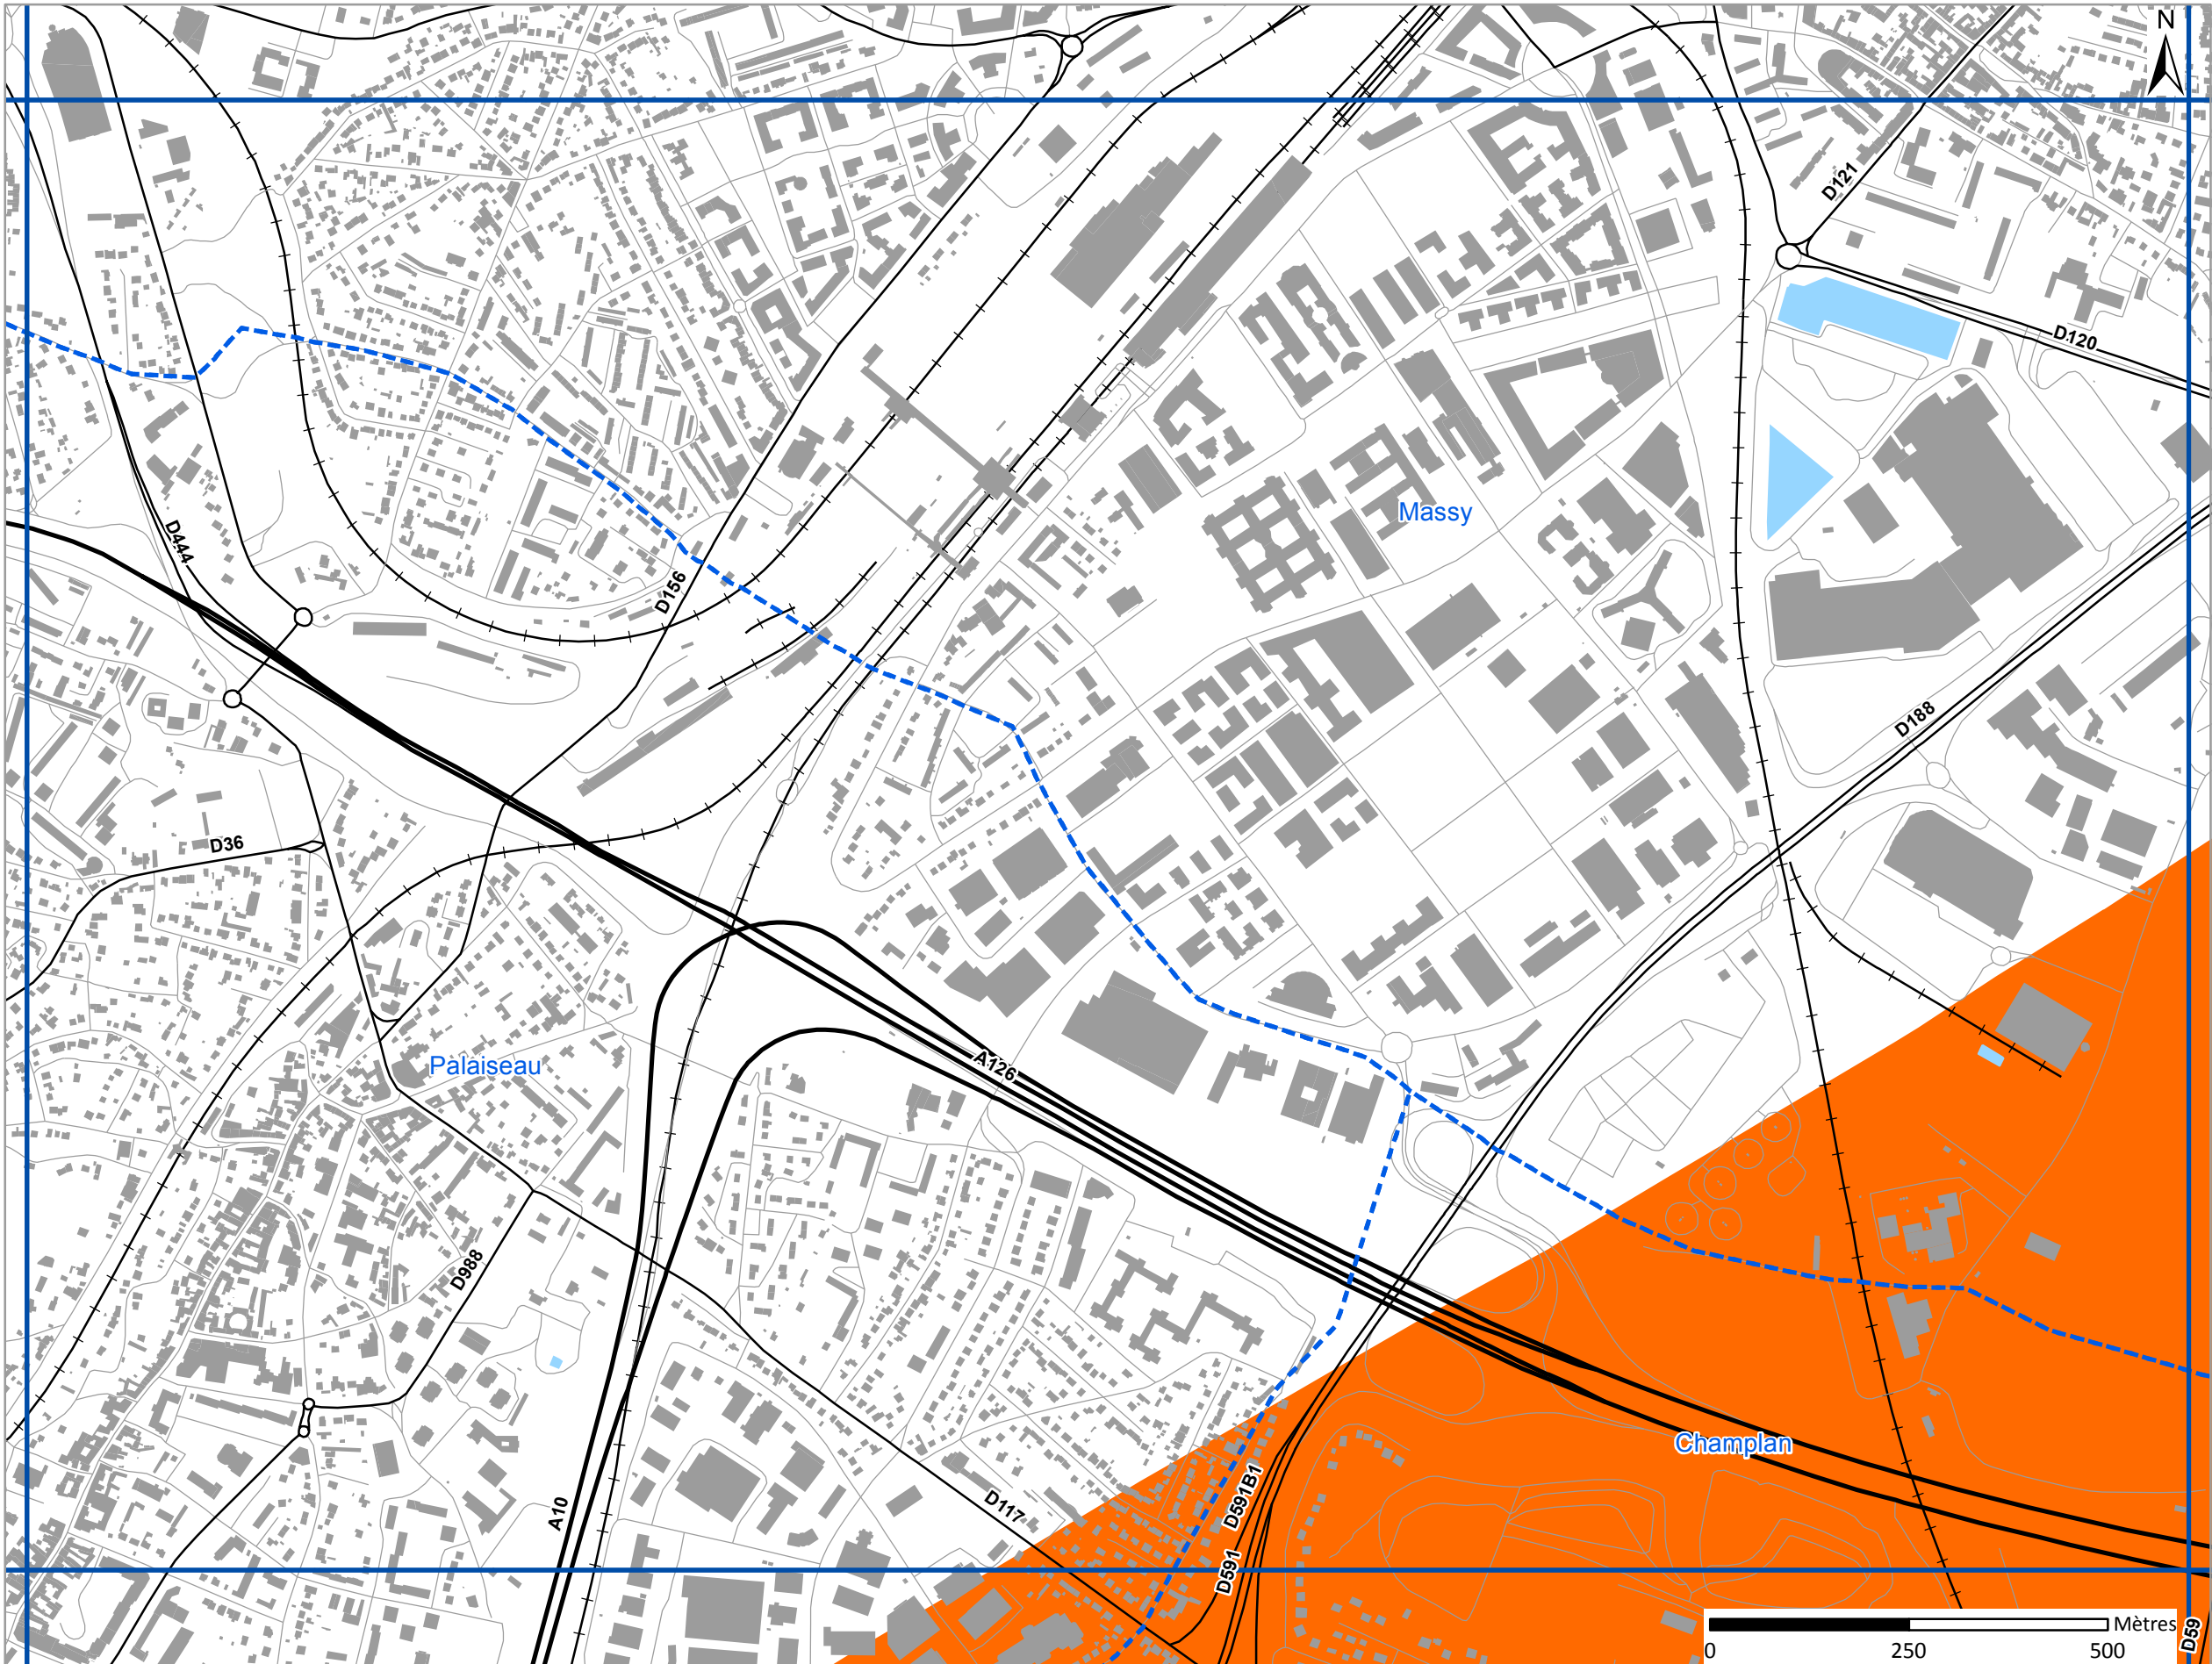 N
D121
D120
Massy
D444
D156
D188
D36
A126
Palaiseau
D988
Champlan
D591B1
A10
D117
D591
Mètres
0 250 500
D59